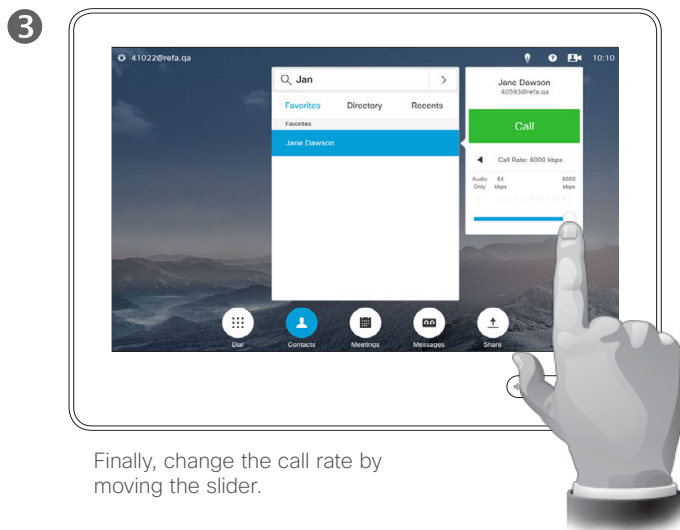 3
41022@refa.qa
10:10
Jan
Jane Dawson
40593@refa.qa
Favorites Directory Recents
Favorites
Jane Dawson
Call
Call Rate: 6000 kbps
Audio Only 64 kbps 6000 kbps
Dial Contacts Meetings Messages Share
Finally, change the call rate by
moving the slider.